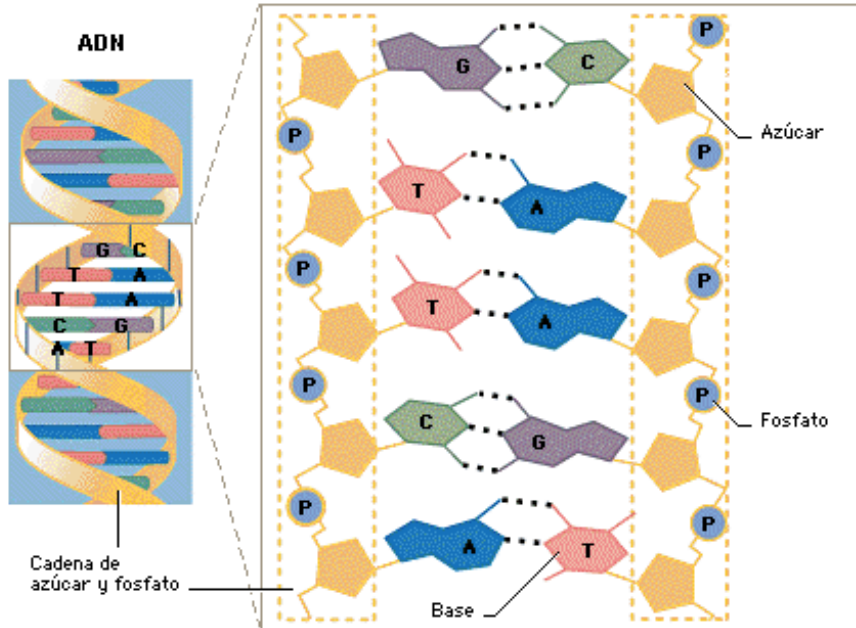 ADN
G C
T A
T A
C G
A T
Cadena de
azúcar y fosfato
P
G C
Azúcar
P P
T A
P P
T A
P P
C G
Fosfato
P P
A T
Base